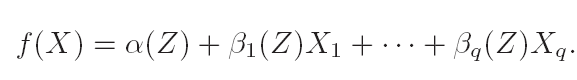 f(X) = α(Z) + β₁(Z)X₁ + ⋯ + β_q(Z)X_q.